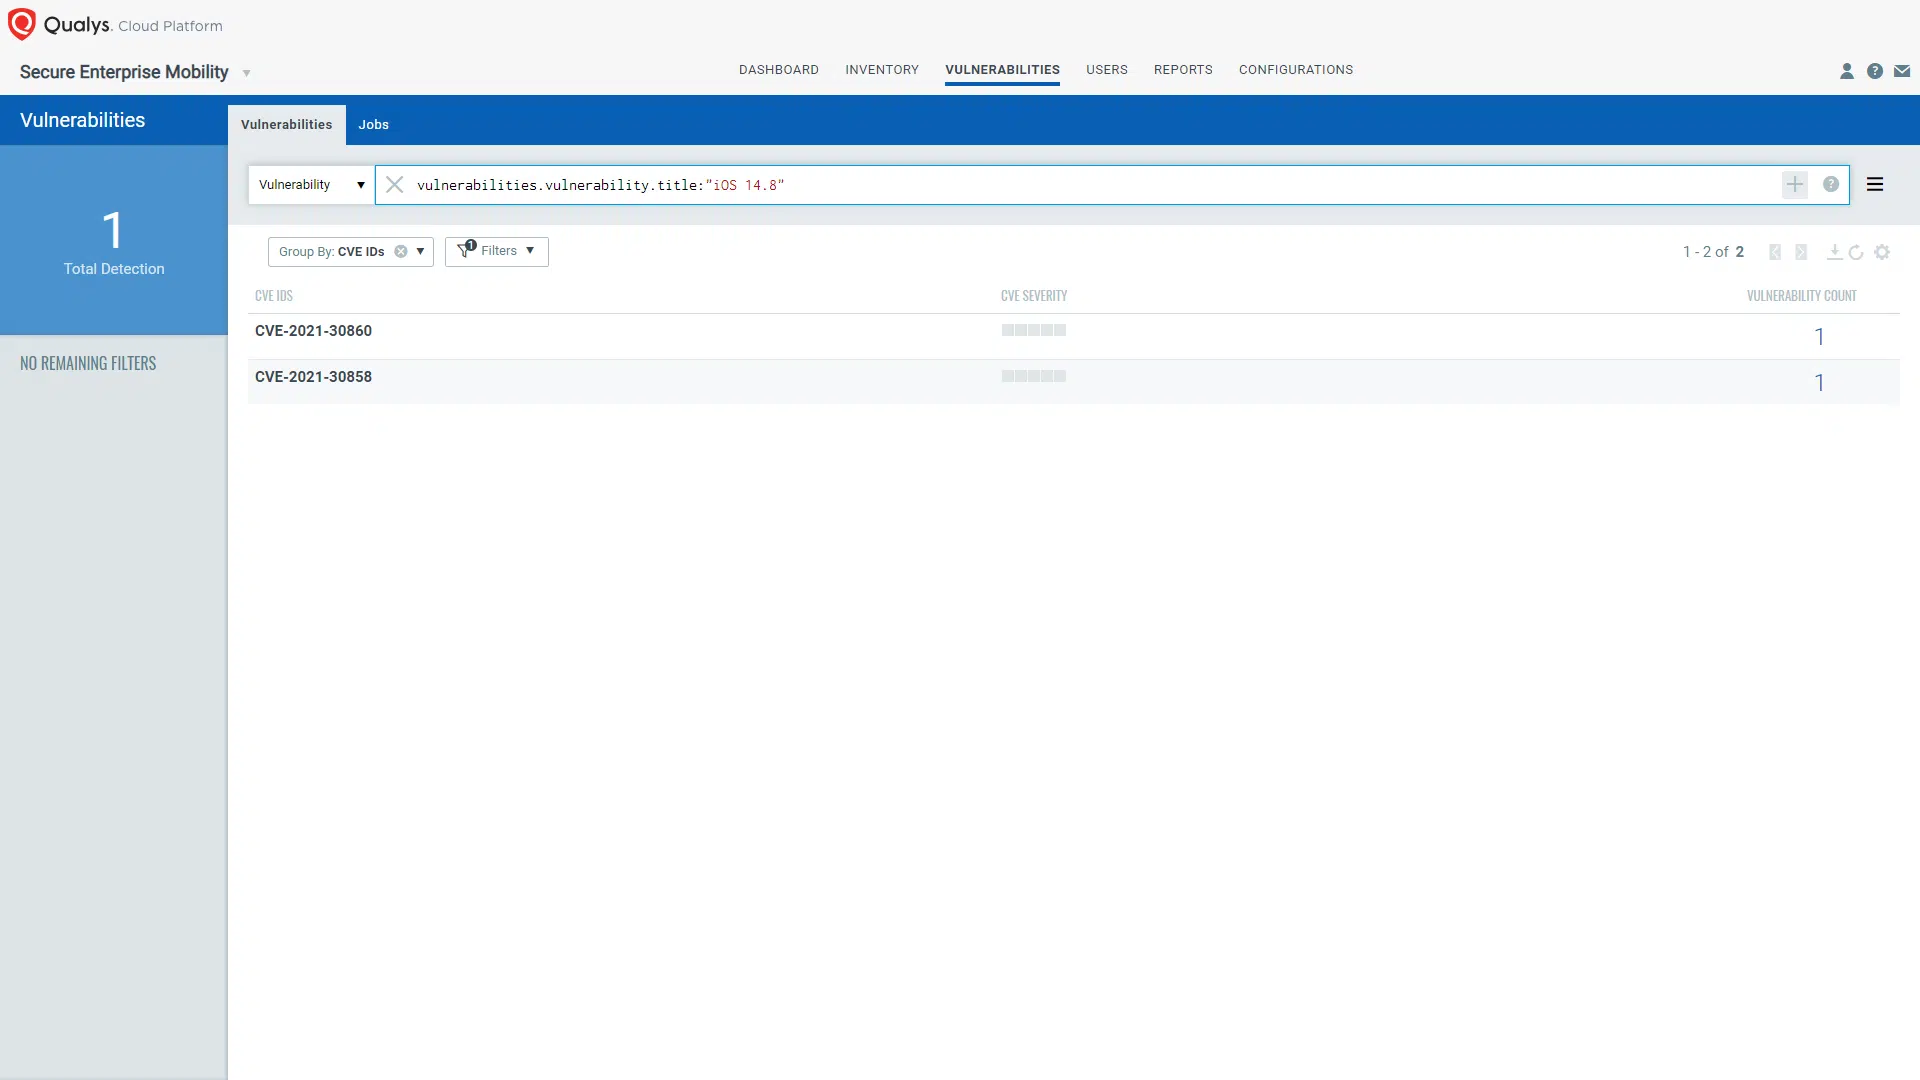 Qualys. Cloud Platform
Secure Enterprise Mobility
DASHBOARD INVENTORY VULNERABILITIES USERS REPORTS CONFIGURATIONS
Vulnerabilities
Vulnerabilities Jobs
Vulnerability vulnerabilities.vulnerability.title:"iOS 14.8"
1
Total Detection
NO REMAINING FILTERS
Group By: CVE IDs 1 Filters 1 - 2 of 2
CVE IDS CVE SEVERITY VULNERABILITY COUNT
CVE-2021-30860 1
CVE-2021-30858 1